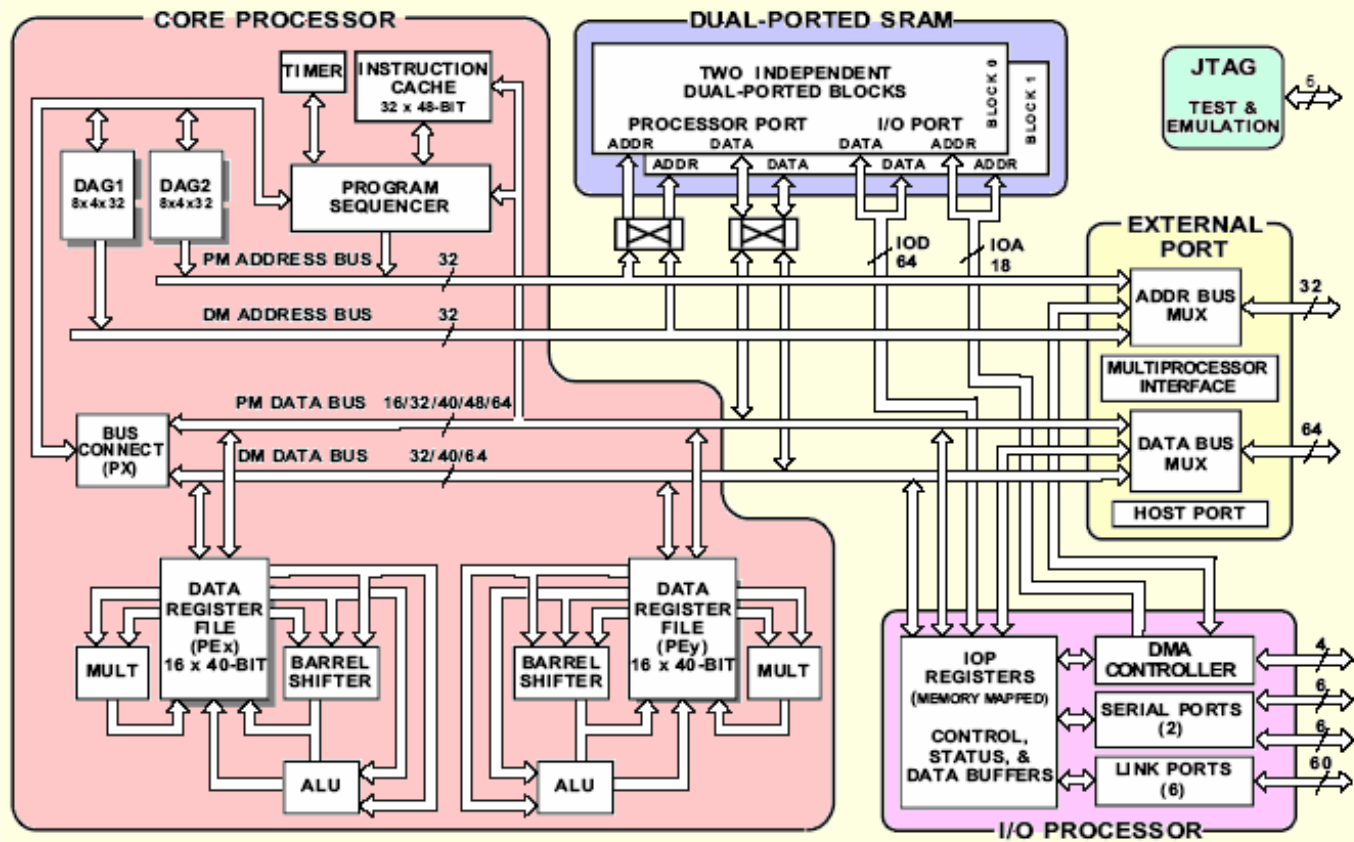 CORE PROCESSOR
TIMER
INSTRUCTION
CACHE
32 x 48-BIT
DAG1
8x4x32
DAG2
8x4x32
PROGRAM
SEQUENCER
PM ADDRESS BUS 32
DM ADDRESS BUS 32
PM DATA BUS 16/32/40/48/64
BUS
CONNECT
(PX)
DM DATA BUS 32/40/64
DATA
REGISTER
FILE
(PEx)
16 x 40-BIT
MULT
BARREL
SHIFTER
ALU
DATA
REGISTER
FILE
(PEy)
16 x 40-BIT
BARREL
SHIFTER
MULT
ALU
DUAL-PORTED SRAM
TWO INDEPENDENT
DUAL-PORTED BLOCKS
PROCESSOR PORT I/O PORT
ADDR DATA DATA ADDR
BLOCK 0
ADDR DATA DATA ADDR
BLOCK 1
IOD
64
IOA
18
JTAG
TEST &
EMULATION
6
EXTERNAL
PORT
ADDR BUS
MUX
32
MULTIPROCESSOR
INTERFACE
DATA BUS
MUX
64
HOST PORT
IOP
REGISTERS
(MEMORY MAPPED)
CONTROL,
STATUS, &
DATA BUFFERS
DMA
CONTROLLER
4
SERIAL PORTS
(2)
6
6
LINK PORTS
(6)
60
I/O PROCESSOR